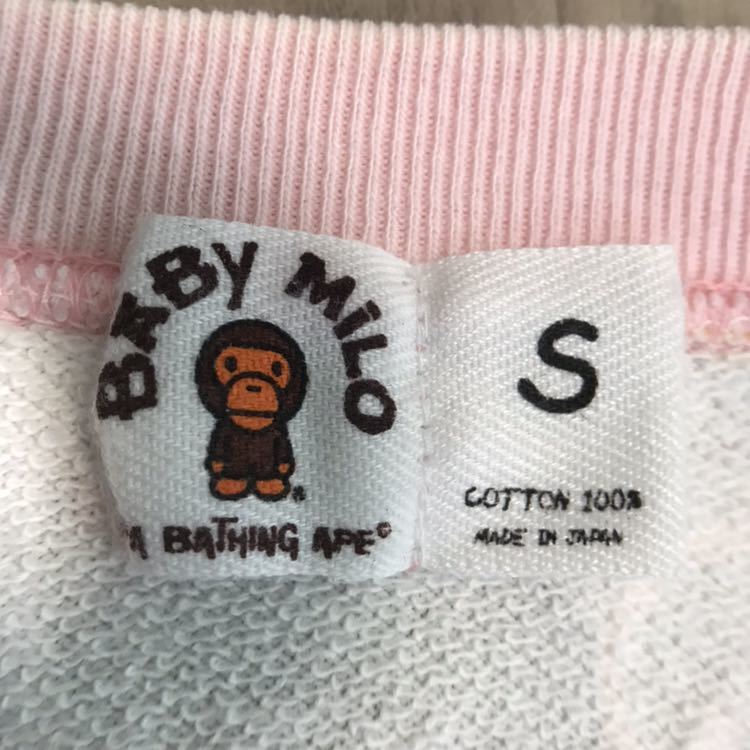 BABY MiLO
®
A BATHING APE®
S
COTTON 100%
MADE IN JAPAN